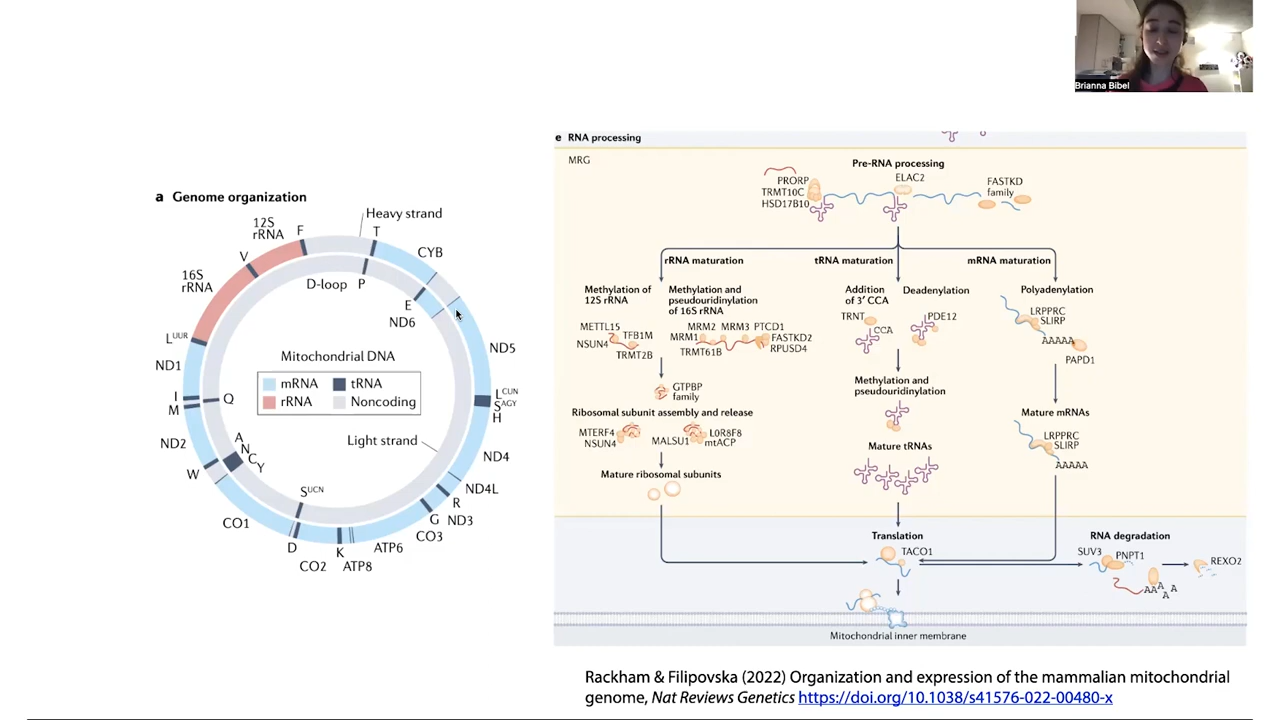 Brianna Bibel
a Genome organization
Heavy strand
12S
rRNA
F
T
V
CYB
16S
rRNA
D-loop
P
E
ND6
L^UUR
ND5
ND1
Mitochondrial DNA
mRNA
tRNA
rRNA
Noncoding
I
M
Q
L^CUN
S^AGY
H
ND2
A
N
C
Y
Light strand
ND4
W
ND4L
S^UCN
R
CO1
G
ND3
CO3
D
K
ATP6
CO2
ATP8
e RNA processing
MRG
Pre-RNA processing
PRORP
TRMT10C
HSD17B10
ELAC2
FASTKD
family
rRNA maturation
tRNA maturation
mRNA maturation
Methylation of
12S rRNA
Methylation and
pseudouridinylation
of 16S rRNA
Addition
of 3′ CCA
Deadenylation
Polyadenylation
METTL15
NSUN4
TFB1M
TRMT2B
MRM2
MRM3
PTCD1
MRM1
FASTKD2
RPUSD4
TRMT61B
TRNT
CCA
PDE12
LRPPRC
SLIRP
AAAAA
PAPD1
GTPBP
family
Methylation and
pseudouridinylation
Ribosomal subunit assembly and release
Mature mRNAs
MTERF4
NSUN4
MALSU1
L0R8F8
mtACP
Mature tRNAs
LRPPRC
SLIRP
AAAAA
Mature ribosomal subunits
Translation
TACO1
RNA degradation
SUV3
PNPT1
REXO2
AAA
A
A
Mitochondrial inner membrane
Rackham & Filipovska (2022) Organization and expression of the mammalian mitochondrial
genome, Nat Reviews Genetics https://doi.org/10.1038/s41576-022-00480-x